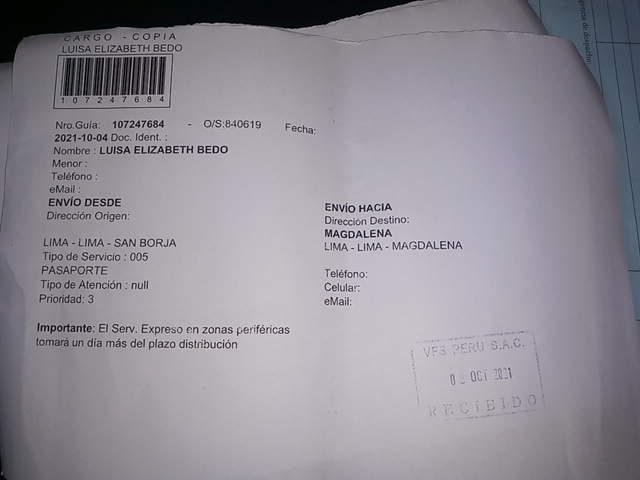 CARGO - COPIA
LUISA ELIZABETH BEDO
107247684
Nro.Guía: 107247684 - O/S:840619 Fecha:
2021-10-04 Doc. Ident. :
Nombre : LUISA ELIZABETH BEDO
Menor :
Teléfono :
eMail :
ENVÍO DESDE
Dirección Origen:
LIMA - LIMA - SAN BORJA
Tipo de Servicio : 005
PASAPORTE
Tipo de Atención : null
Prioridad: 3
ENVÍO HACIA
Dirección Destino:
MAGDALENA
LIMA - LIMA - MAGDALENA
Teléfono:
Celular:
eMail:
Importante: El Serv. Expreso en zonas periféricas
tomará un día más del plazo distribución
VFS PERU S.A.C.
OCT 2021
RECIBIDO